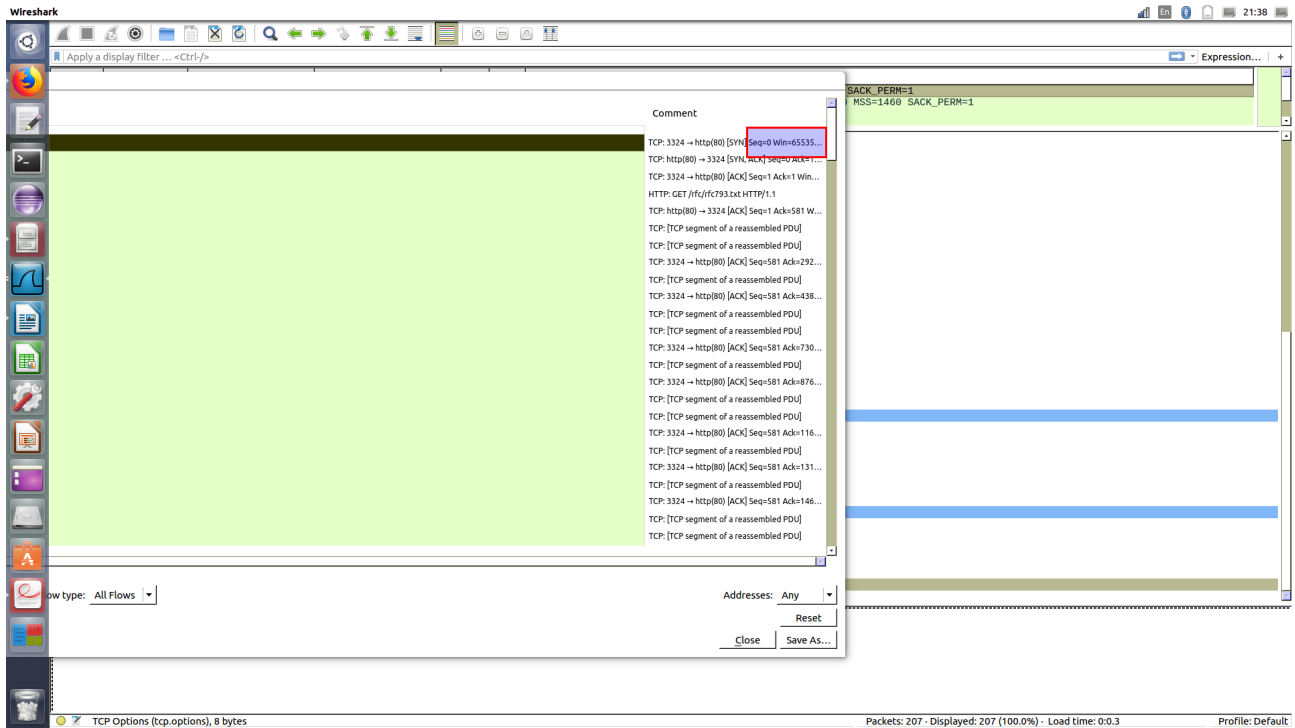 Wireshark
En
21:38
Apply a display filter … <Ctrl-/>
Expression…
+
SACK_PERM=1
MSS=1460 SACK_PERM=1
Comment
TCP: 3324 → http(80) [SYN] Seq=0 Win=65535…
TCP: http(80) → 3324 [SYN, ACK] Seq=0 Ack=1…
TCP: 3324 → http(80) [ACK] Seq=1 Ack=1 Win…
HTTP: GET /rfc/rfc793.txt HTTP/1.1
TCP: http(80) → 3324 [ACK] Seq=1 Ack=581 W…
TCP: [TCP segment of a reassembled PDU]
TCP: [TCP segment of a reassembled PDU]
TCP: 3324 → http(80) [ACK] Seq=581 Ack=292…
TCP: [TCP segment of a reassembled PDU]
TCP: 3324 → http(80) [ACK] Seq=581 Ack=438…
TCP: [TCP segment of a reassembled PDU]
TCP: [TCP segment of a reassembled PDU]
TCP: 3324 → http(80) [ACK] Seq=581 Ack=730…
TCP: [TCP segment of a reassembled PDU]
TCP: 3324 → http(80) [ACK] Seq=581 Ack=876…
TCP: [TCP segment of a reassembled PDU]
TCP: [TCP segment of a reassembled PDU]
TCP: 3324 → http(80) [ACK] Seq=581 Ack=116…
TCP: [TCP segment of a reassembled PDU]
TCP: 3324 → http(80) [ACK] Seq=581 Ack=131…
TCP: [TCP segment of a reassembled PDU]
TCP: 3324 → http(80) [ACK] Seq=581 Ack=146…
TCP: [TCP segment of a reassembled PDU]
TCP: [TCP segment of a reassembled PDU]
ow type: All Flows
Addresses: Any
Reset
Close
Save As…
TCP Options (tcp.options), 8 bytes
Packets: 207 · Displayed: 207 (100.0%) · Load time: 0:0.3
Profile: Default